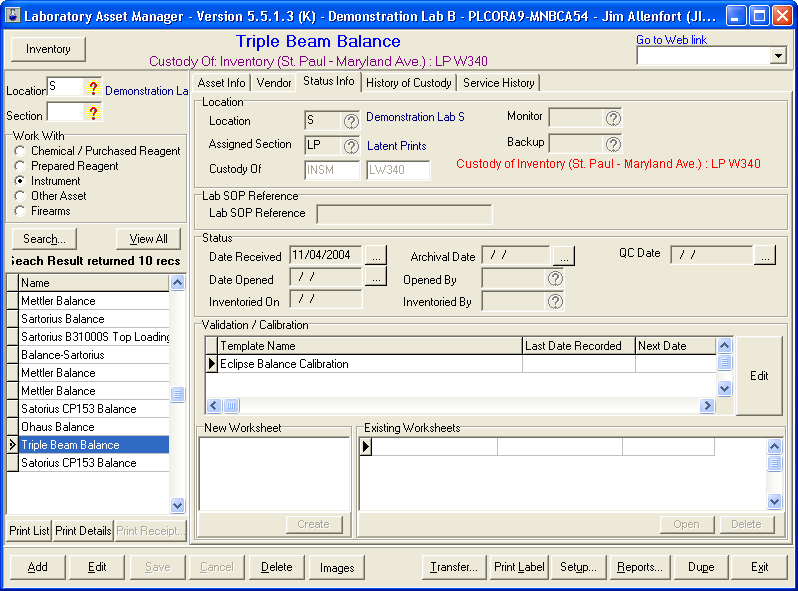 Laboratory Asset Manager - Version 5.5.1.3 (K) - Demonstration Lab B - PLCORA9-MNBCA54 - Jim Allenfort (JI...
Inventory
Triple Beam Balance
Custody Of: Inventory (St. Paul - Maryland Ave.) : LP W340
Go to Web link
Location S ? Demonstration La
Section ?
Work With
Chemical / Purchased Reagent
Prepared Reagent
Instrument
Other Asset
Firearms
Search...
View All
Seach Result returned 10 recs
Name
Mettler Balance
Sartorius Balance
Sartorius B31000S Top Loading
Balance-Sartorius
Mettler Balance
Mettler Balance
Satorius CP153 Balance
Ohaus Balance
Triple Beam Balance
Satorius CP153 Balance
Print List
Print Details
Print Receipt...
Asset Info
Vendor
Status Info
History of Custody
Service History
Location
Location S ? Demonstration Lab S
Monitor ?
Assigned Section LP ? Latent Prints
Backup ?
Custody Of INSM LW340
Custody of Inventory (St. Paul - Maryland Ave.) : LP W340
Lab SOP Reference
Lab SOP Reference
Status
Date Received 11/04/2004 ...
Archival Date / / ...
QC Date / / ...
Date Opened / / ...
Opened By ?
Inventoried On / /
Inventoried By ?
Validation / Calibration
Template Name Last Date Recorded Next Date
Eclipse Balance Calibration
Edit
New Worksheet
Create
Existing Worksheets
Open
Delete
Add
Edit
Save
Cancel
Delete
Images
Transfer...
Print Label
Setup...
Reports...
Dupe
Exit